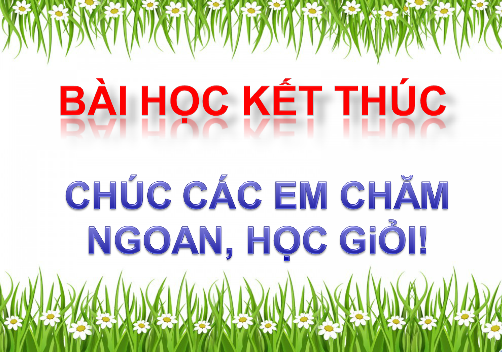 BÀI HỌC KẾT THÚC
CHÚC CÁC EM CHĂM
NGOAN, HỌC GiỎI!